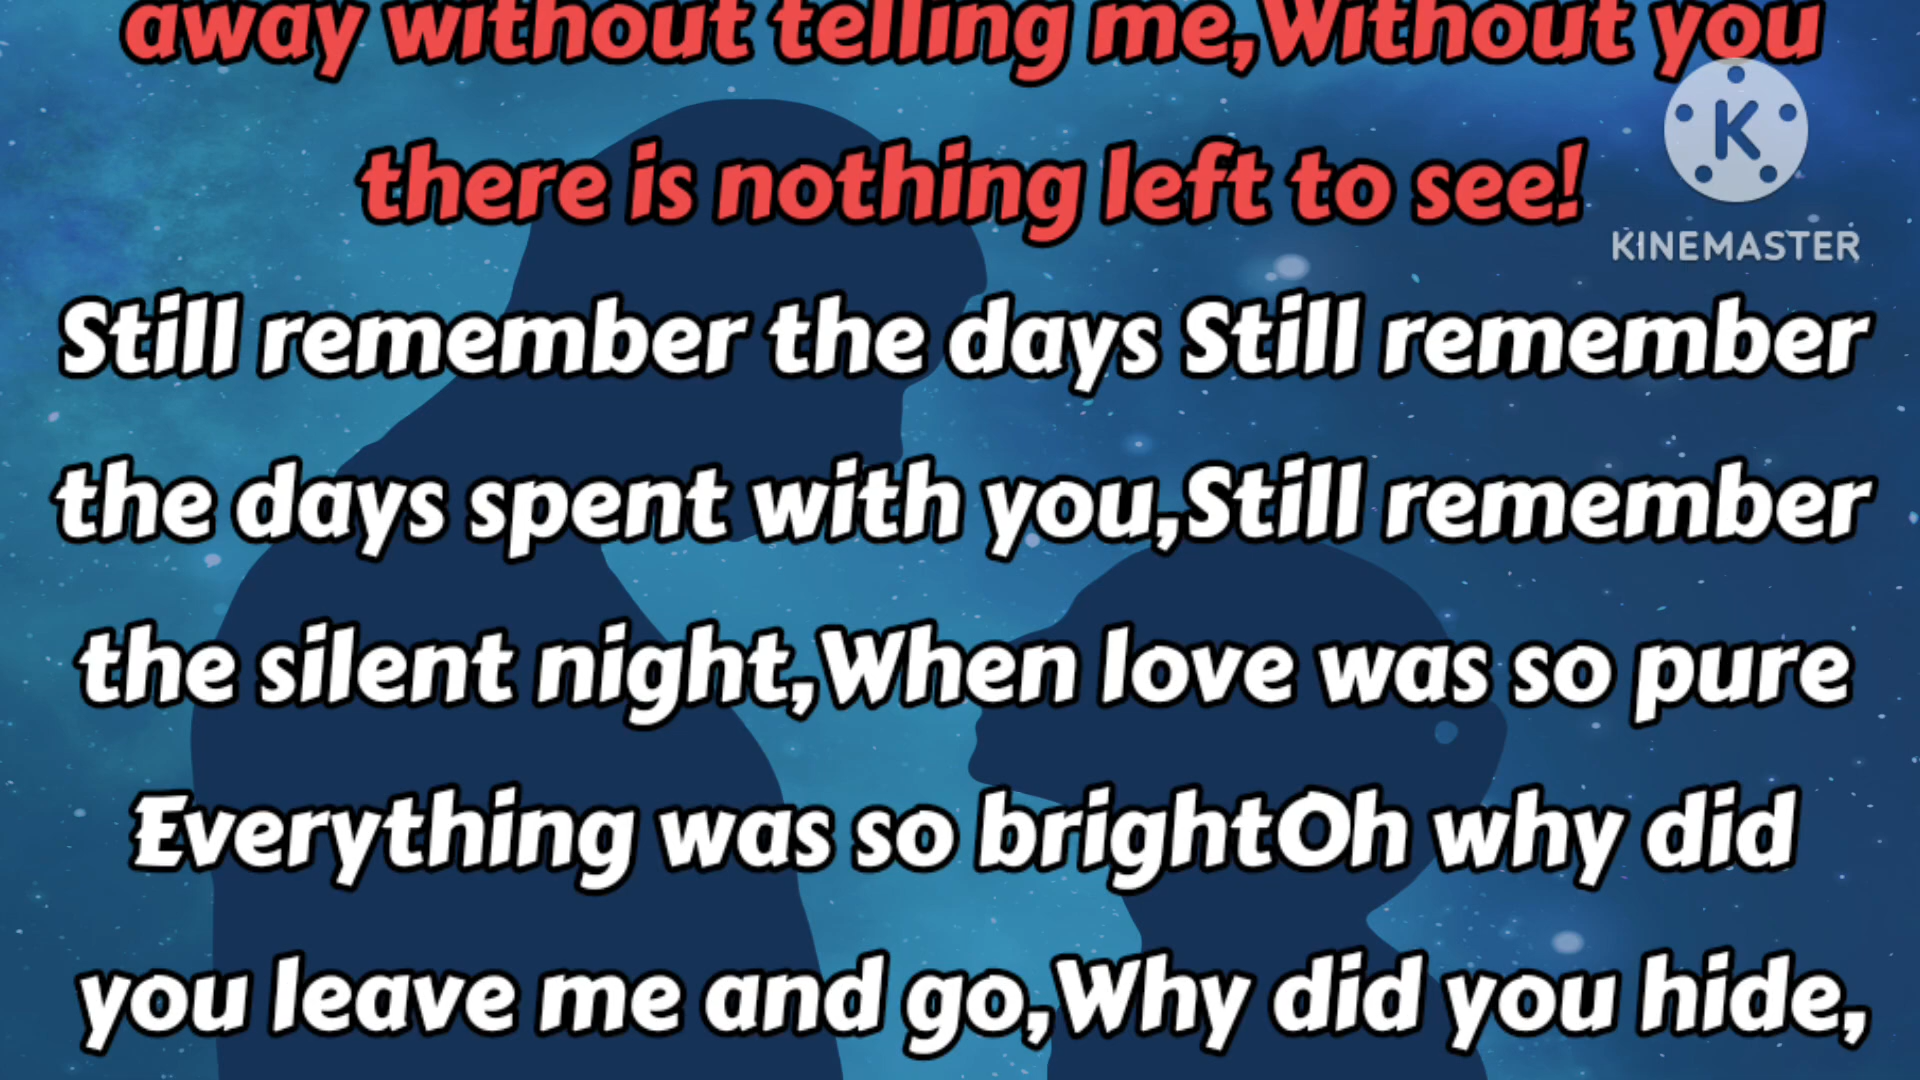 away without telling me,Without you
there is nothing left to see!
K
KINEMASTER
Still remember the days Still remember
the days spent with you,Still remember
the silent night,When love was so pure
Everything was so brightOh why did
you leave me and go,Why did you hide,